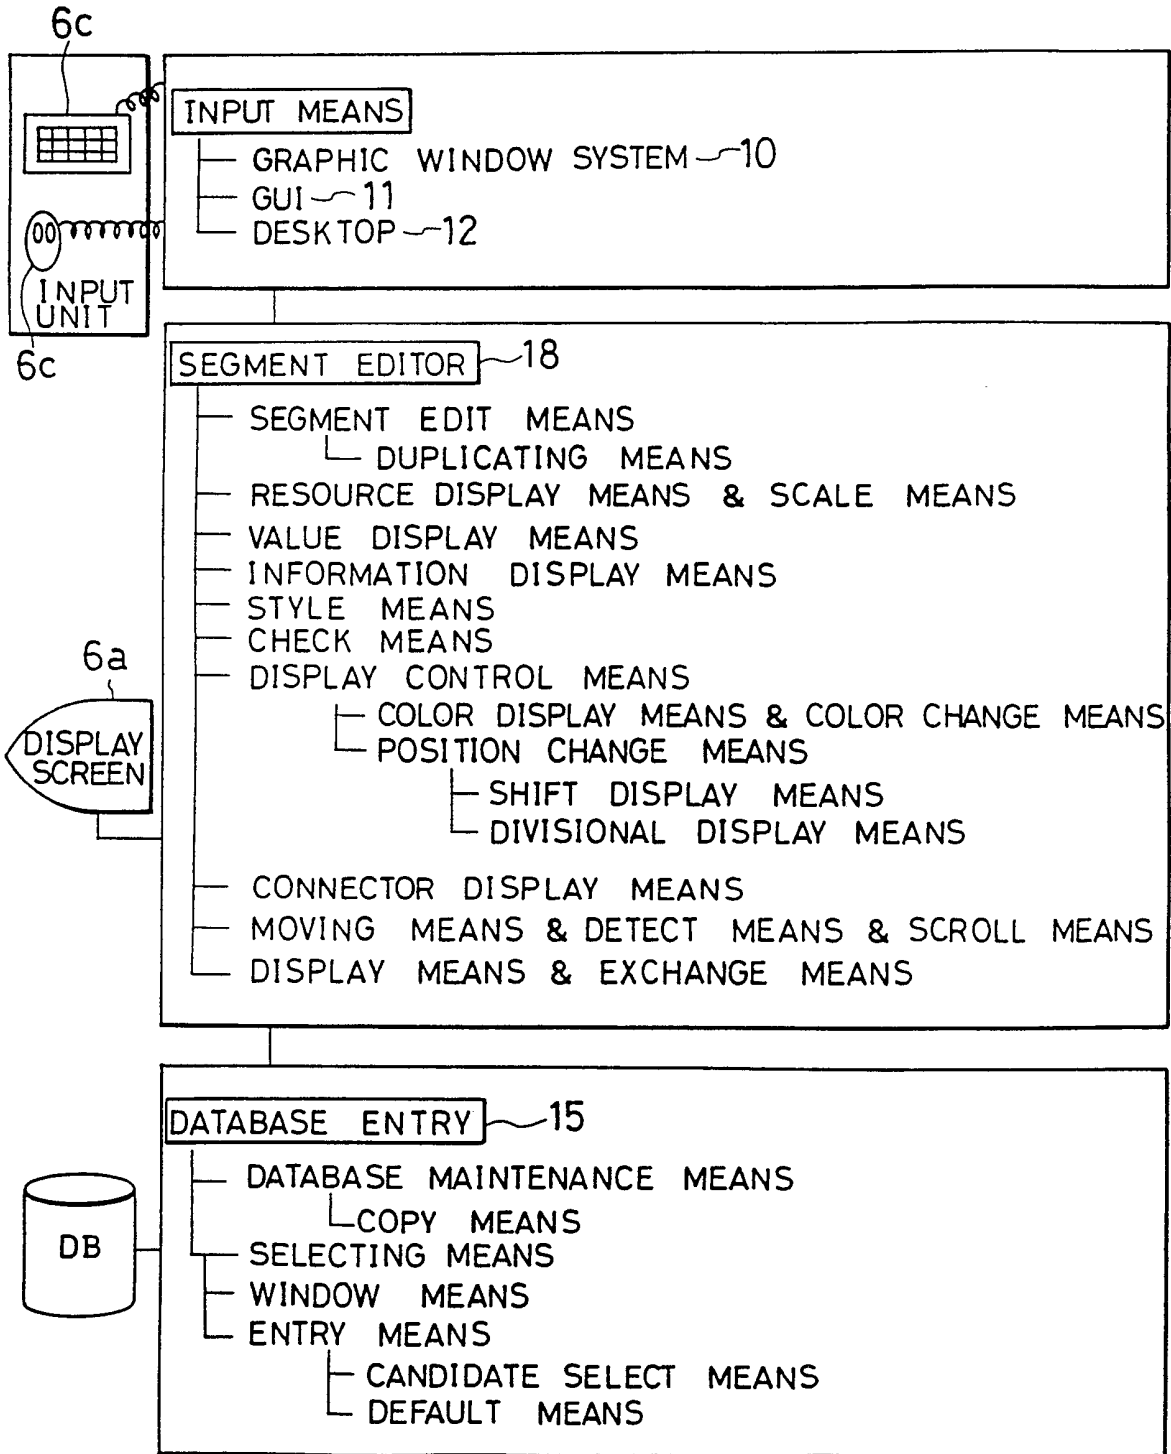 6c
INPUT MEANS
GRAPHIC WINDOW SYSTEM 10
GUI 11
DESKTOP 12
INPUT
UNIT
6c
SEGMENT EDITOR 18
SEGMENT EDIT MEANS
DUPLICATING MEANS
RESOURCE DISPLAY MEANS & SCALE MEANS
VALUE DISPLAY MEANS
INFORMATION DISPLAY MEANS
STYLE MEANS
CHECK MEANS
DISPLAY CONTROL MEANS
COLOR DISPLAY MEANS & COLOR CHANGE MEANS
POSITION CHANGE MEANS
SHIFT DISPLAY MEANS
DIVISIONAL DISPLAY MEANS
CONNECTOR DISPLAY MEANS
MOVING MEANS & DETECT MEANS & SCROLL MEANS
DISPLAY MEANS & EXCHANGE MEANS
6a
DISPLAY
SCREEN
DATABASE ENTRY 15
DATABASE MAINTENANCE MEANS
COPY MEANS
SELECTING MEANS
WINDOW MEANS
ENTRY MEANS
CANDIDATE SELECT MEANS
DEFAULT MEANS
DB